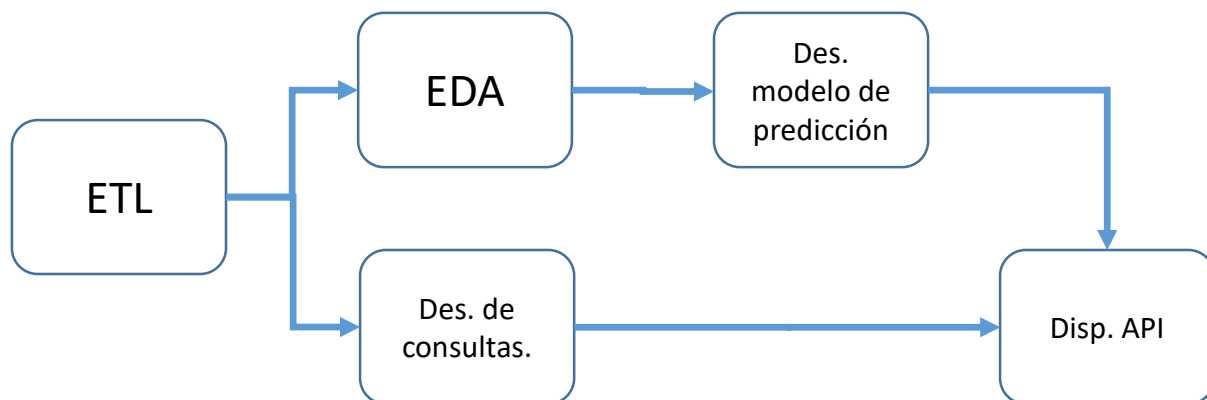 EDA
Des.
modelo de
predicción
ETL
Des. de
consultas.
Disp. API